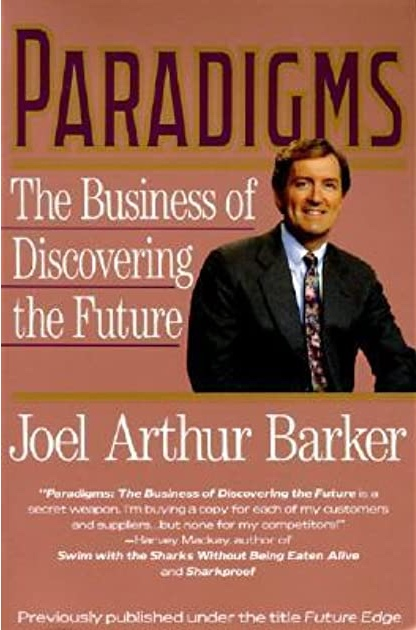 PARADIGMS
The Business of
Discovering
the Future
Joel Arthur Barker
"Paradigms: The Business of Discovering the Future is a
secret weapon. I'm buying a copy for each of my customers
and suppliers...but none for my competitors!"
—Harvey Mackay, author of
Swim with the Sharks Without Being Eaten Alive
and Sharkproof
Previously published under the title Future Edge